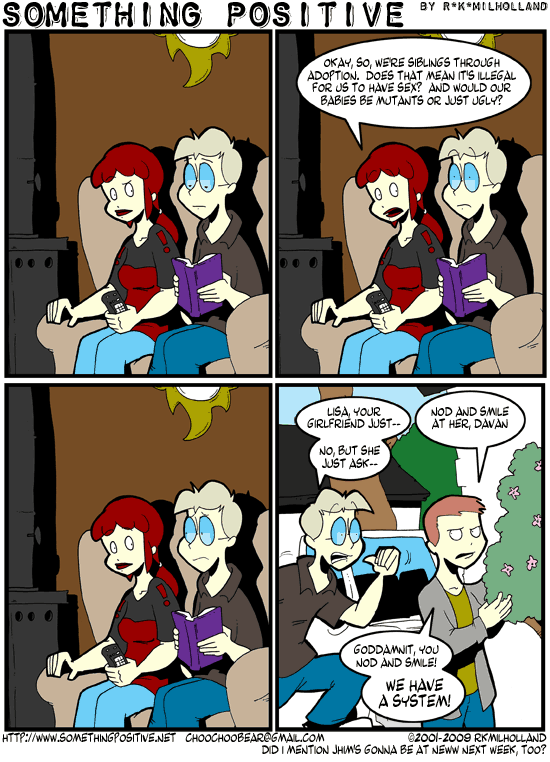 SOMETHING POSITIVE BY R*K*MILHOLLAND
OKAY, SO, WE'RE SIBLINGS THROUGH
ADOPTION. DOES THAT MEAN IT'S ILLEGAL
FOR US TO HAVE SEX? AND WOULD OUR
BABIES BE MUTANTS OR JUST UGLY?
LISA, YOUR
GIRLFRIEND JUST--
NO, BUT SHE
JUST ASK--
NOD AND SMILE
AT HER, DAVAN
GODDAMNIT, YOU
NOD AND SMILE!
WE HAVE
A SYSTEM!
HTTP://WWW.SOMETHINGPOSITIVE.NET CHOOCHOOBEAR@GMAIL.COM ©2001-2009 RKMILHOLLAND
DID I MENTION JHIM'S GONNA BE AT NEWW NEXT WEEK, TOO?